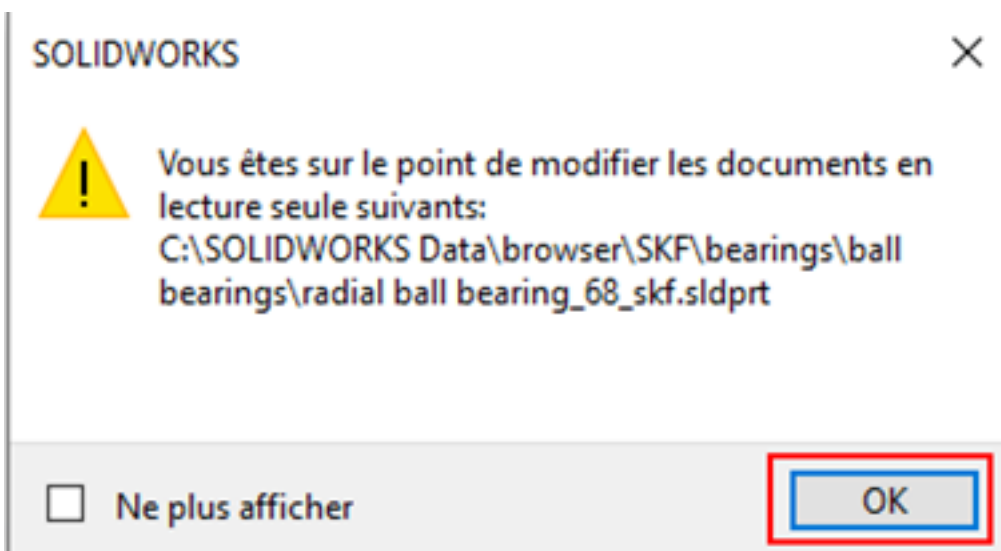 SOLIDWORKS
Vous êtes sur le point de modifier les documents en
lecture seule suivants:
C:\SOLIDWORKS Data\browser\SKF\bearings\ball
bearings\radial ball bearing_68_skf.sldprt
Ne plus afficher
OK